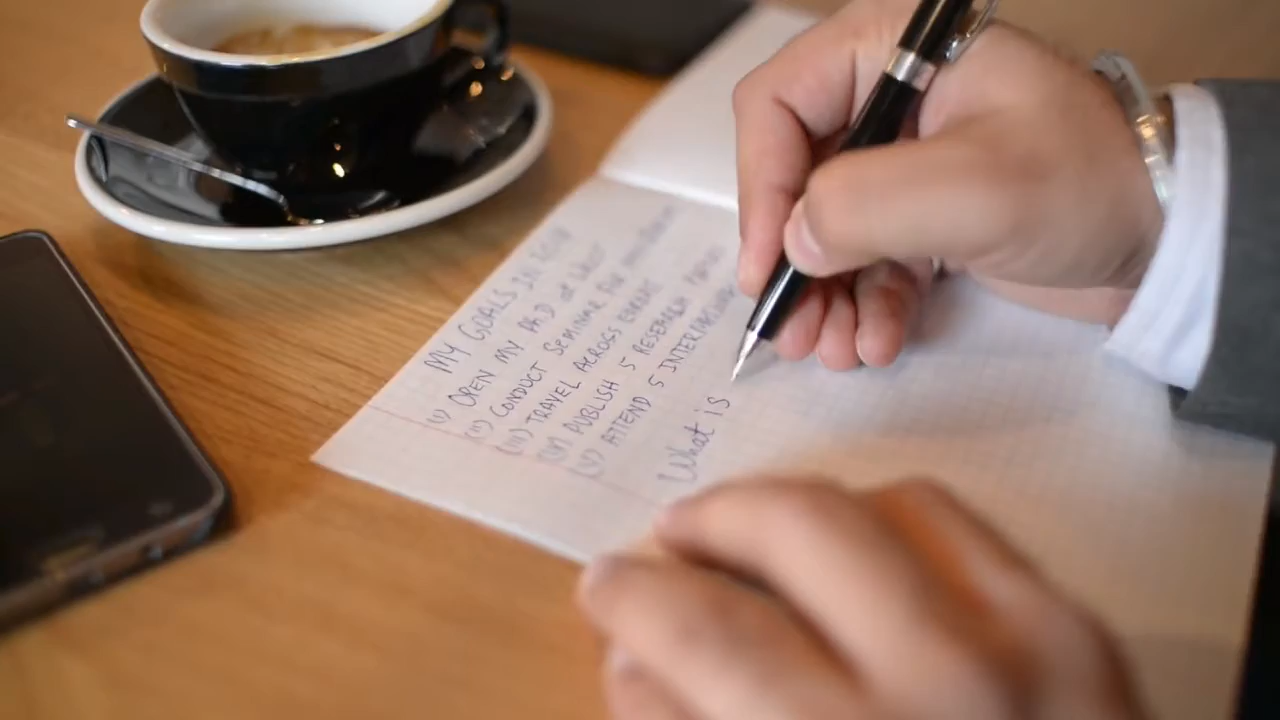 MY GOALS IN
(I) OPEN MY Ph.D at
(II) CONDUCT SEMINAR FOR
(III) TRAVEL ACROSS EUROPE
(IV) PUBLISH 5 RESEARCH PAPERS
(V) ATTEND 5
What is